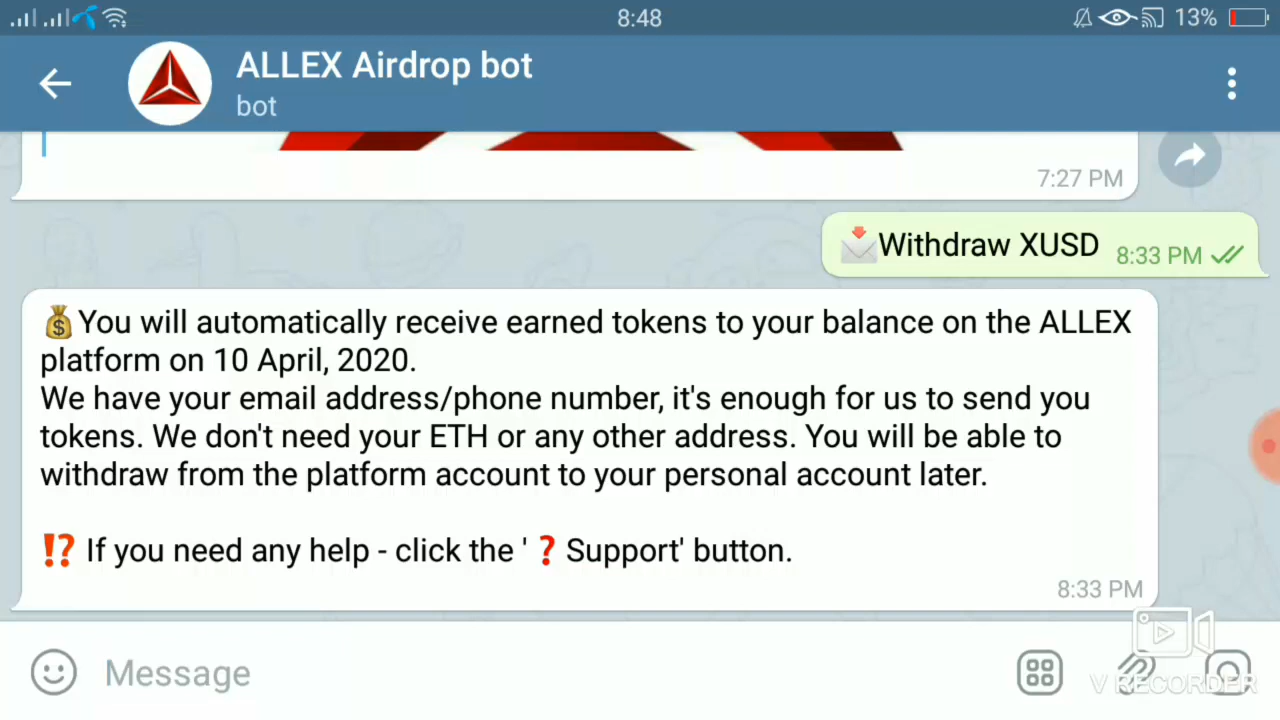 8:48
13%
ALLEX Airdrop bot
bot
7:27 PM
Withdraw XUSD 8:33 PM
You will automatically receive earned tokens to your balance on the ALLEX
platform on 10 April, 2020.
We have your email address/phone number, it's enough for us to send you
tokens. We don't need your ETH or any other address. You will be able to
withdraw from the platform account to your personal account later.
⁉️ If you need any help - click the '❓ Support' button.
8:33 PM
Message
V RECORDER